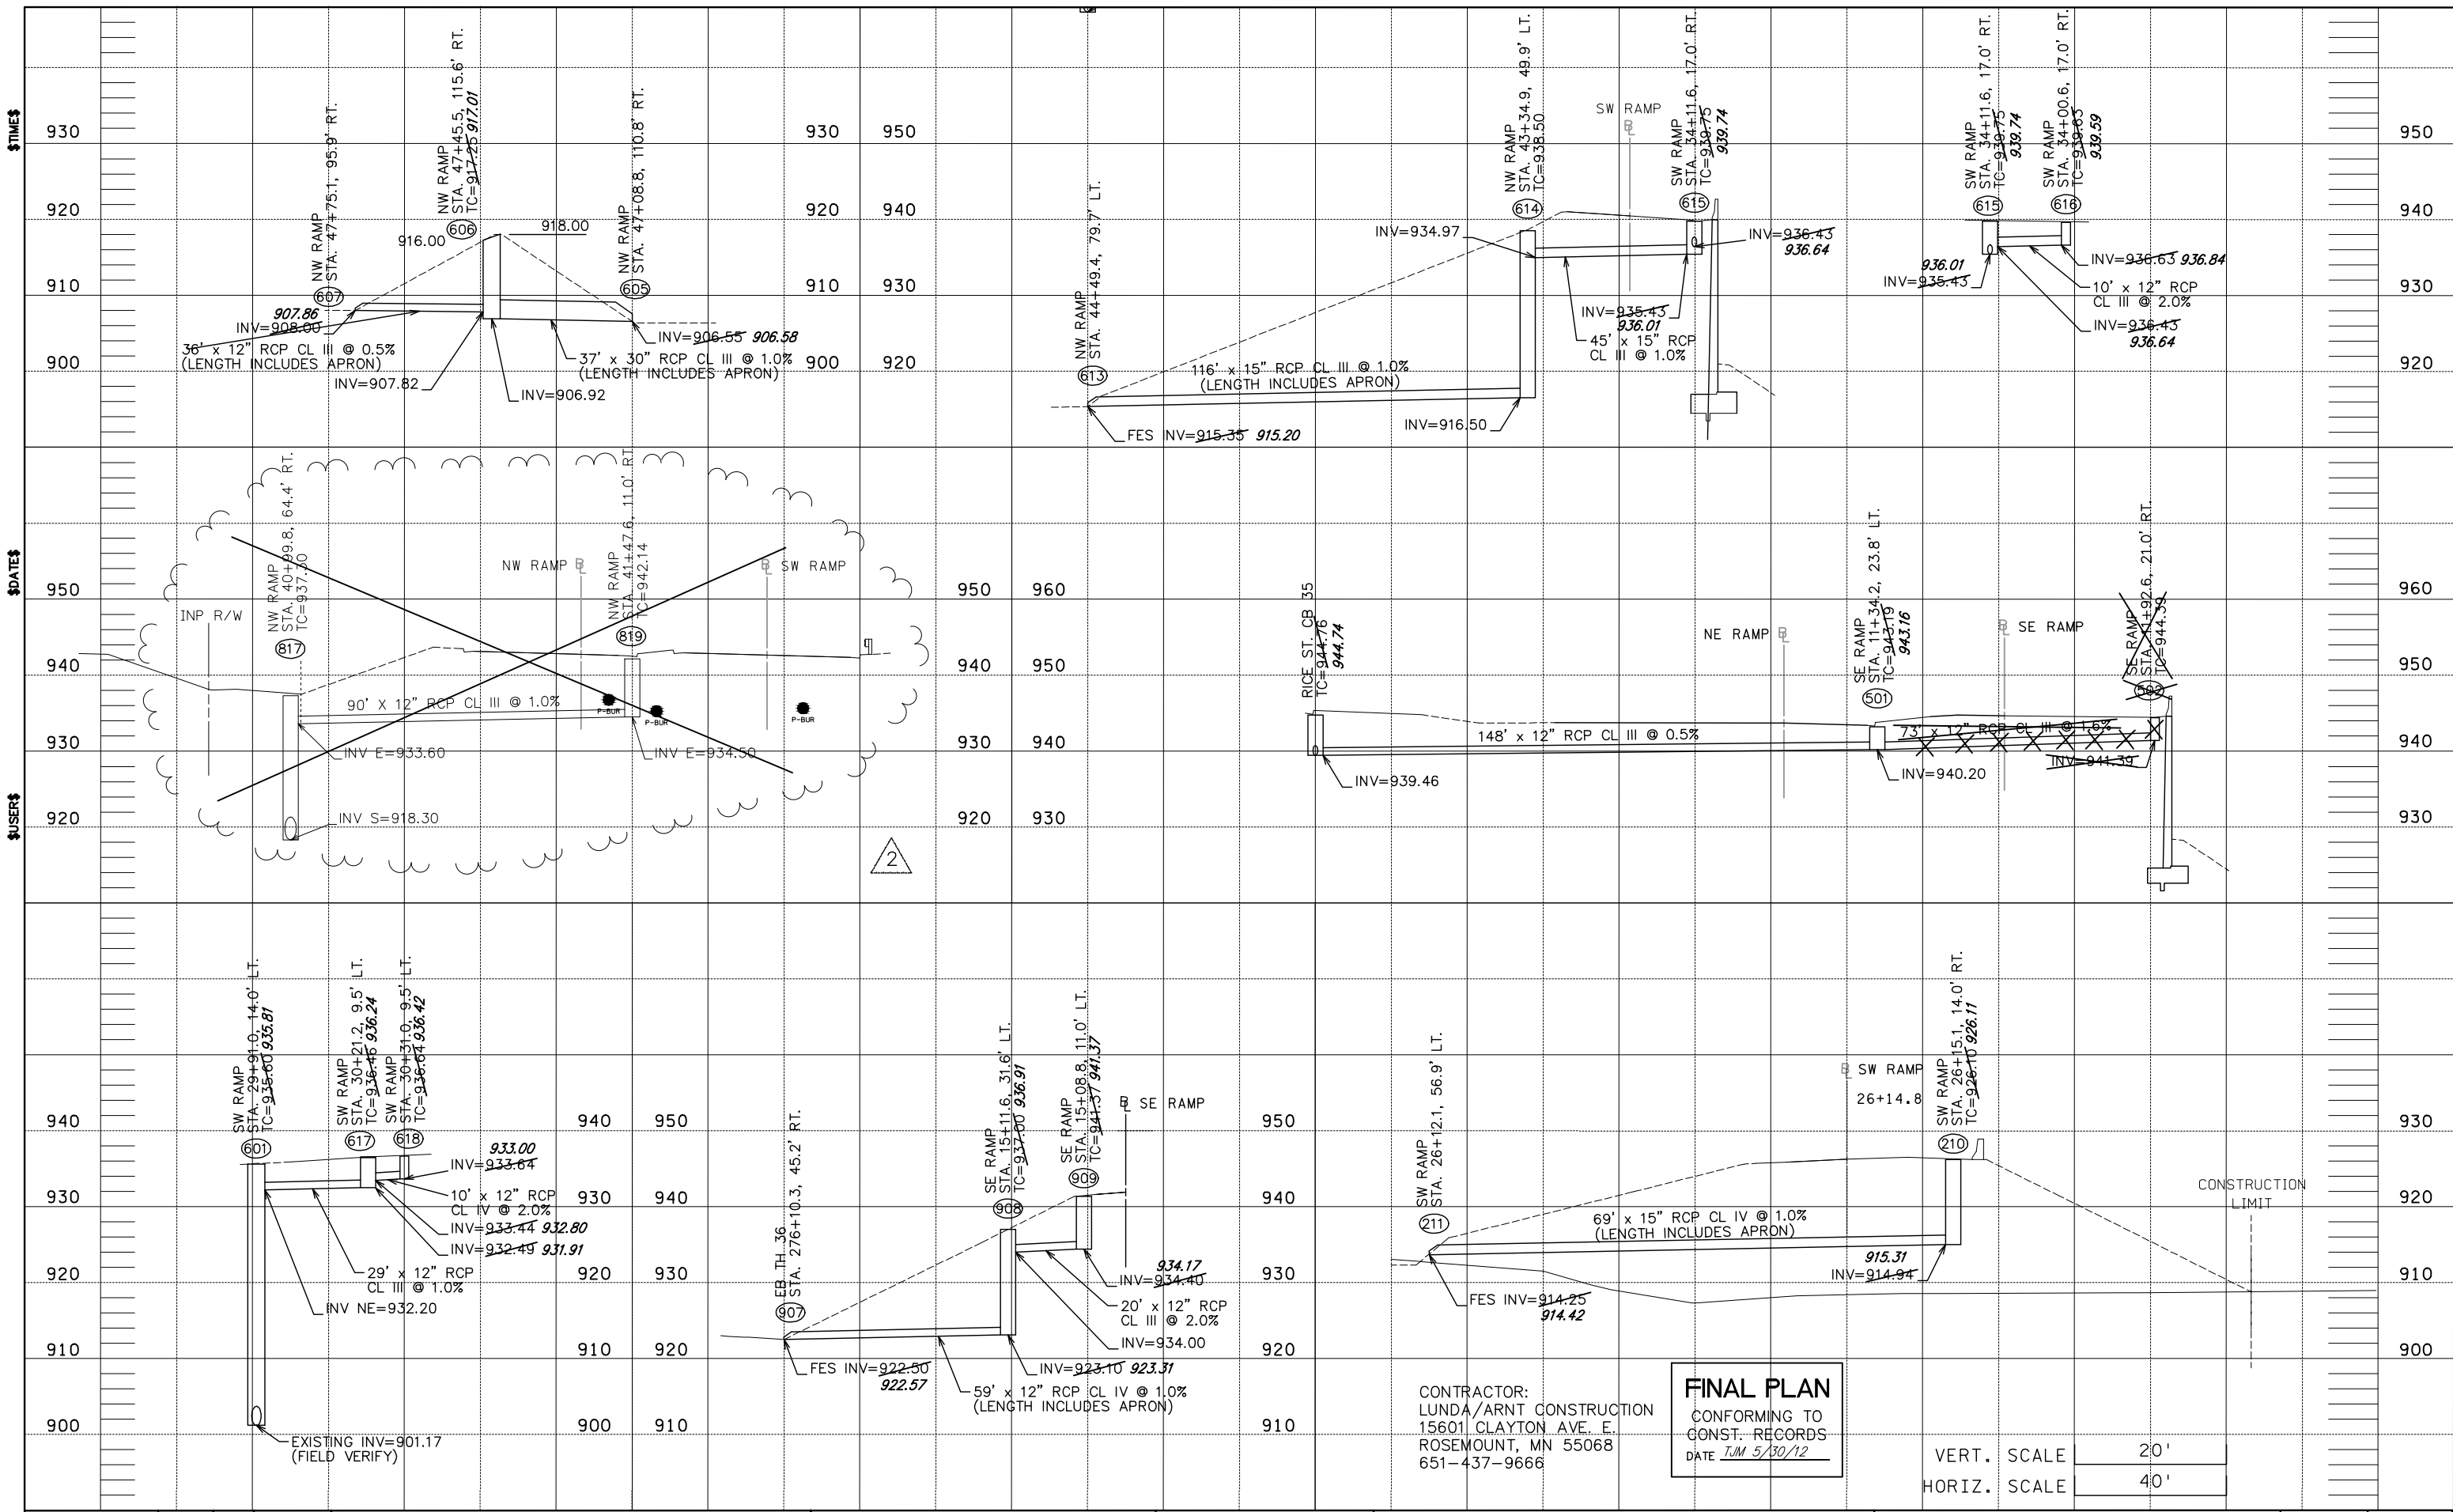 $TIME$
$DATE$
$USER$
930
920
910
900
930 950
920 940
910 930
900 920
950
940
930
920
NW RAMP
STA. 47+75.1, 95.9' RT.
607
NW RAMP
STA. 47+45.5, 115.6' RT.
TC=917.25 917.01
606
NW RAMP
STA. 47+08.8, 110.8' RT.
605
916.00
918.00
907.86
INV=908.00
36' x 12" RCP CL III @ 0.5%
(LENGTH INCLUDES APRON)
INV=907.82
INV=906.92
INV=906.55 906.58
37' x 30" RCP CL III @ 1.0%
(LENGTH INCLUDES APRON)
NW RAMP
STA. 44+49.4, 79.7' LT.
613
116' x 15" RCP CL III @ 1.0%
(LENGTH INCLUDES APRON)
FES INV=915.35 915.20
INV=916.50
INV=934.97
NW RAMP
STA. 43+34.9, 49.9' LT.
TC=938.50
614
SW RAMP
BL
SW RAMP
STA. 34+11.6, 17.0' RT.
TC=939.75
939.74
615
INV=936.43
936.64
INV=935.43
936.01
45' x 15" RCP
CL III @ 1.0%
SW RAMP
STA. 34+11.6, 17.0' RT.
TC=939.75
939.74
615
SW RAMP
STA. 34+00.6, 17.0' RT.
TC=939.63
939.59
616
936.01
INV=935.43
INV=936.63 936.84
10' x 12" RCP
CL III @ 2.0%
INV=936.43
936.64
950
940
930
920
950 960
940 950
930 940
920 930
960
950
940
930
INP R/W
NW RAMP
STA. 40+99.8, 64.4' RT.
TC=937.30
817
NW RAMP BL
NW RAMP
STA. 41+47.6, 11.0' RT.
TC=942.14
819
BL SW RAMP
90' X 12" RCP CL III @ 1.0%
P-BUR
P-BUR
P-BUR
INV E=933.60
INV E=934.50
INV S=918.30
2
RICE ST. CB 35
TC=944.76
944.74
148' x 12" RCP CL III @ 0.5%
INV=939.46
NE RAMP BL
SE RAMP
STA. 11+34.2, 23.8' LT.
TC=943.19
943.16
501
BL SE RAMP
SE RAMP
STA. 11+92.6, 21.0' RT.
TC=944.39
502
73' x 12" RCP CL III @ 1.6%
INV=941.39
INV=940.20
940
930
920
910
900
940 950
930 940
920 930
910 920
900 910
950
940
930
920
910
930
920
910
900
SW RAMP
STA. 29+91.0, 14.0' LT.
TC=935.60 935.81
601
SW RAMP
STA. 30+21.2, 9.5' LT.
TC=936.46 936.24
617
SW RAMP
STA. 30+31.0, 9.5' LT.
TC=936.64 936.42
618
933.00
INV=933.64
10' x 12" RCP
CL IV @ 2.0%
INV=933.44 932.80
INV=932.49 931.91
29' x 12" RCP
CL III @ 1.0%
INV NE=932.20
EXISTING INV=901.17
(FIELD VERIFY)
EB TH 36
STA. 276+10.3, 45.2' RT.
907
SE RAMP
STA. 15+11.6, 31.6' LT.
TC=937.00 936.91
908
SE RAMP
STA. 15+08.8, 11.0' LT.
TC=941.37 941.37
909
BL SE RAMP
934.17
INV=934.40
20' x 12" RCP
CL III @ 2.0%
INV=934.00
FES INV=922.50
922.57
INV=923.10 923.31
59' x 12" RCP CL IV @ 1.0%
(LENGTH INCLUDES APRON)
SW RAMP
STA. 26+12.1, 56.9' LT.
211
BL SW RAMP
26+14.8
SW RAMP
STA. 26+15.1, 14.0' RT.
TC=926.10 926.11
210
69' x 15" RCP CL IV @ 1.0%
(LENGTH INCLUDES APRON)
915.31
INV=914.94
FES INV=914.25
914.42
CONSTRUCTION
LIMIT
CONTRACTOR:
LUNDA/ARNT CONSTRUCTION
15601 CLAYTON AVE. E.
ROSEMOUNT, MN 55068
651-437-9666
FINAL PLAN
CONFORMING TO
CONST. RECORDS
DATE TJM 5/30/12
VERT. SCALE 20'
HORIZ. SCALE 40'